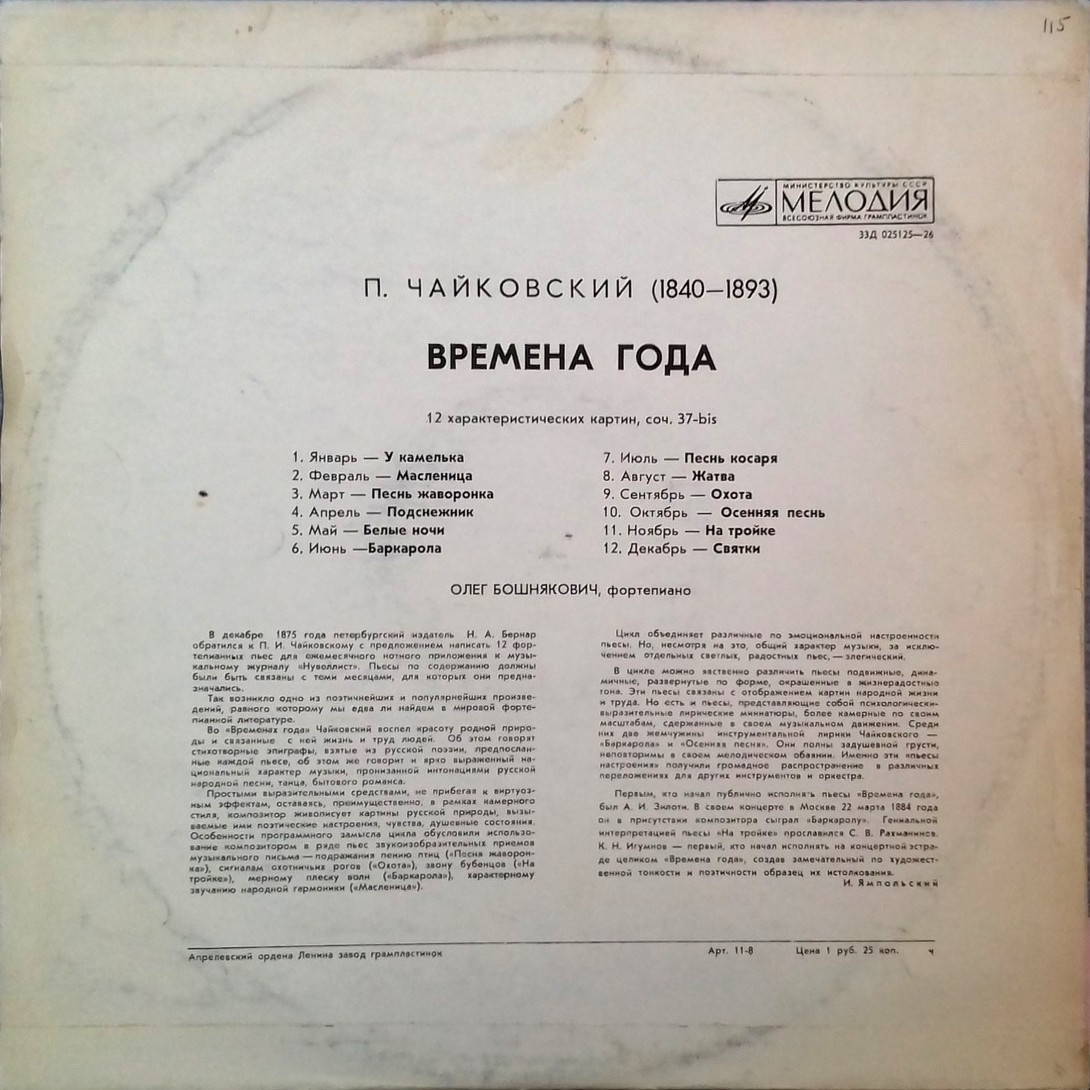 115
МИНИСТЕРСТВО КУЛЬТУРЫ СССР
МЕЛОДИЯ
ВСЕСОЮЗНАЯ ФИРМА ГРАМПЛАСТИНОК
33Д 025125—26
П. ЧАЙКОВСКИЙ (1840—1893)
ВРЕМЕНА ГОДА
12 характеристических картин, соч. 37-bis
1. Январь — У камелька
2. Февраль — Масленица
3. Март — Песнь жаворонка
4. Апрель — Подснежник
5. Май — Белые ночи
6. Июнь —Баркарола
7. Июль — Песнь косаря
8. Август — Жатва
9. Сентябрь — Охота
10. Октябрь — Осенняя песнь
11. Ноябрь — На тройке
12. Декабрь — Святки
ОЛЕГ БОШНЯКОВИЧ, фортепиано
В декабре 1875 года петербургский издатель Н. А. Бернар
обратился к П. И. Чайковскому с предложением написать 12 фор-
тепианных пьес для ежемесячного нотного приложения к музы-
кальному журналу «Нувеллист». Пьесы по содержанию должны
были быть связаны с теми месяцами, для которых они предна-
значались.
Так возникло одно из поэтичнейших и популярнейших произве-
дений, равного которому мы едва ли найдем в мировой форте-
пианной литературе.
Во «Временах года» Чайковский воспел красоту родной приро-
ды и связанные с ней жизнь и труд людей. Об этом говорят
стихотворные эпиграфы, взятые из русской поэзии, предпослан-
ные каждой пьесе, об этом же говорит и ярко выраженный на-
циональный характер музыки, пронизанной интонациями русской
народной песни, танца, бытового романса.
Простыми выразительными средствами, не прибегая к виртуоз-
ным эффектам, оставаясь, преимущественно, в рамках камерного
стиля, композитор живописует картины русской природы, вызы-
ваемые ими поэтические настроения, чувства, душевные состояния.
Особенности программного замысла цикла обусловили использо-
вание композитором в ряде пьес звукоизобразительных приемов
музыкального письма — подражания пению птиц («Песня жаворон-
ка»), сигналам охотничьих рогов («Охота»), звону бубенцов («На
тройке»), мерному плеску волн («Баркарола»), характерному
звучанию народной гармоники («Масленица»).
Цикл объединяет различные по эмоциональной настроенности
пьесы. Но, несмотря на это, общий характер музыки, за исклю-
чением отдельных светлых, радостных пьес, — элегический.
В цикле можно явственно различить пьесы подвижные, дина-
мичные, развернутые по форме, окрашенные в жизнерадостные
тона. Эти пьесы связаны с отображением картин народной жизни
и труда. Но есть и пьесы, представляющие собой психологически-
выразительные лирические миниатюры, более камерные по своим
масштабам, сдержанные в своем музыкальном движении. Среди
них две жемчужины инструментальной лирики Чайковского —
«Баркарола» и «Осенняя песня». Они полны задушевной грусти,
неповторимы в своем мелодическом обаянии. Именно эти «пьесы
настроения» получили громадное распространение в различных
переложениях для других инструментов и оркестра.
Первым, кто начал публично исполнять пьесы «Времена года»,
был А. И. Зилоти. В своем концерте в Москве 22 марта 1884 года
он в присутствии композитора сыграл «Баркаролу». Гениальной
интерпретацией пьесы «На тройке» прославился С. В. Рахманинов.
К. Н. Игумнов — первый, кто начал исполнять на концертной эстра-
де целиком «Времена года», создав замечательный по художест-
венной тонкости и поэтичности образец их истолкования.
И. Ямпольский
Апрелевский ордена Ленина завод грампластинок
Арт. 11-8 Цена 1 руб. 25 коп. ч